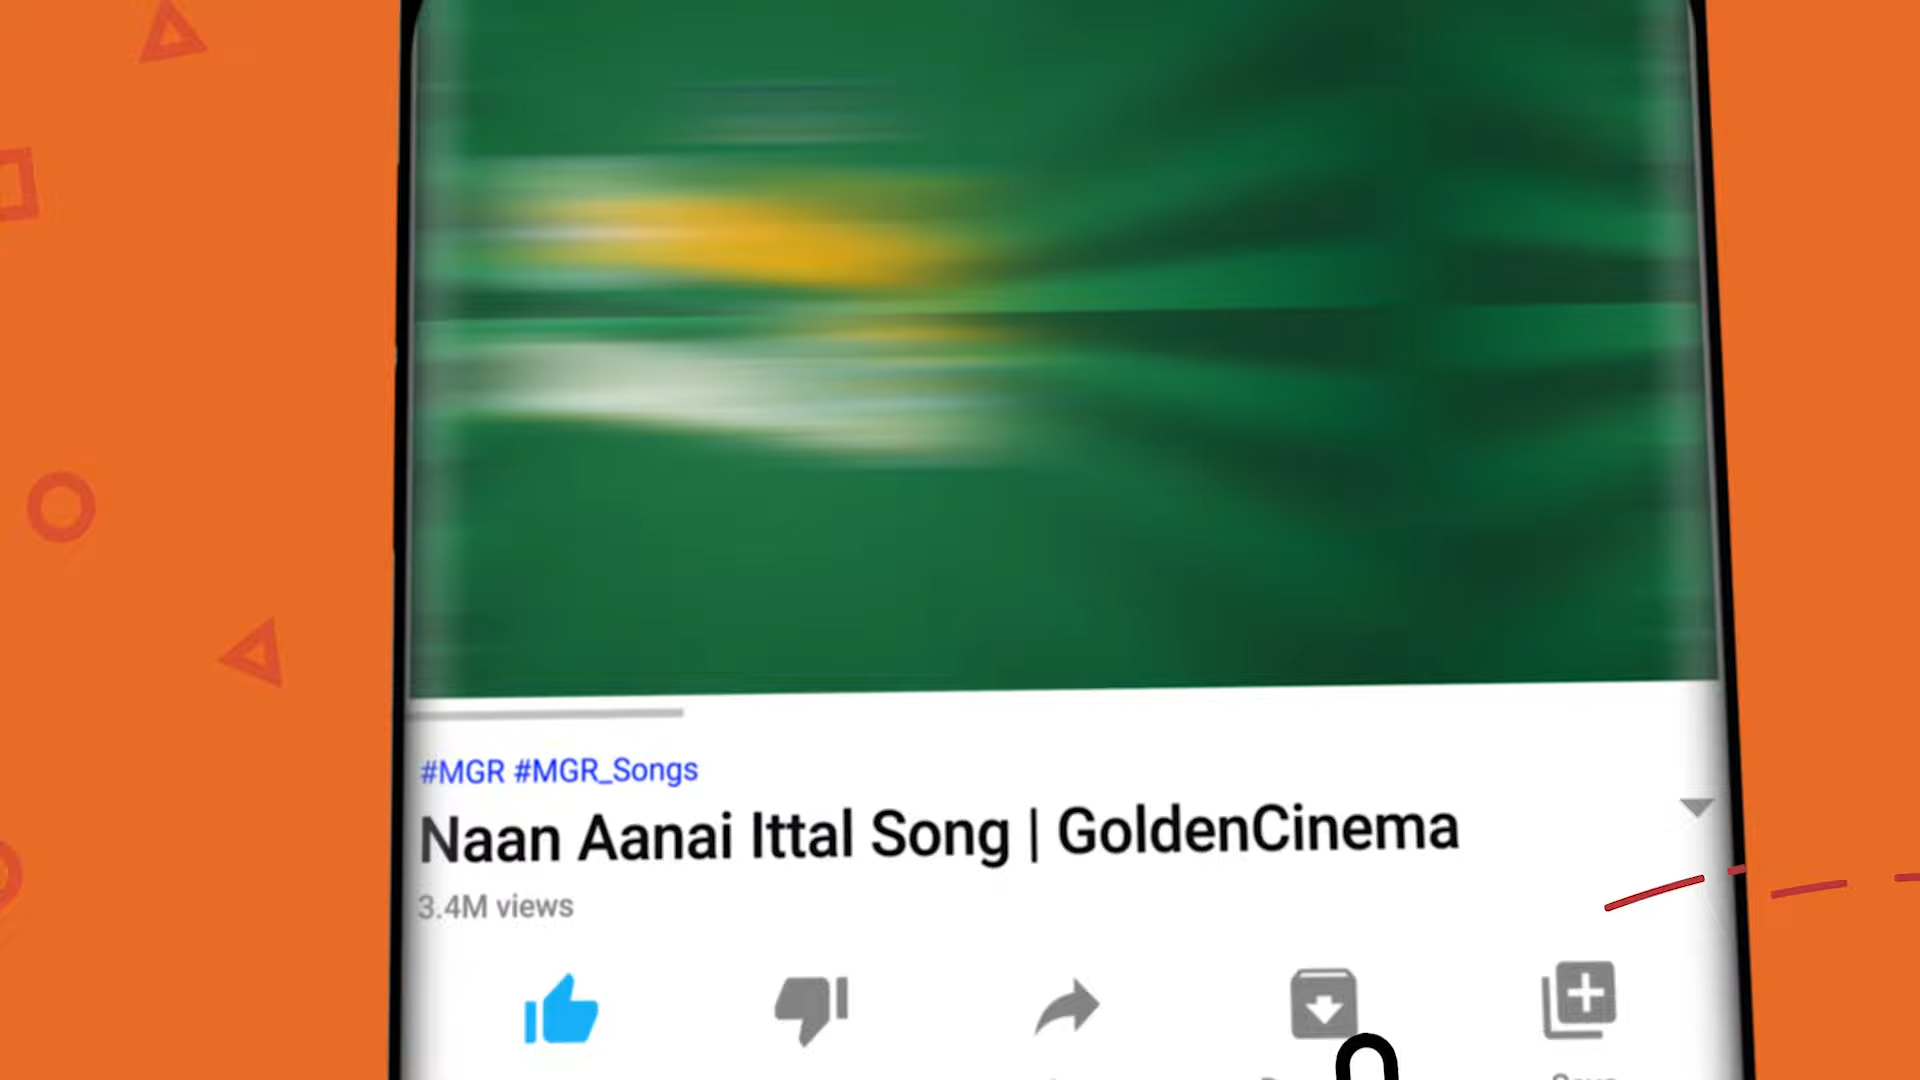 #MGR #MGR_Songs
Naan Aanai Ittal Song | GoldenCinema
3.4M views